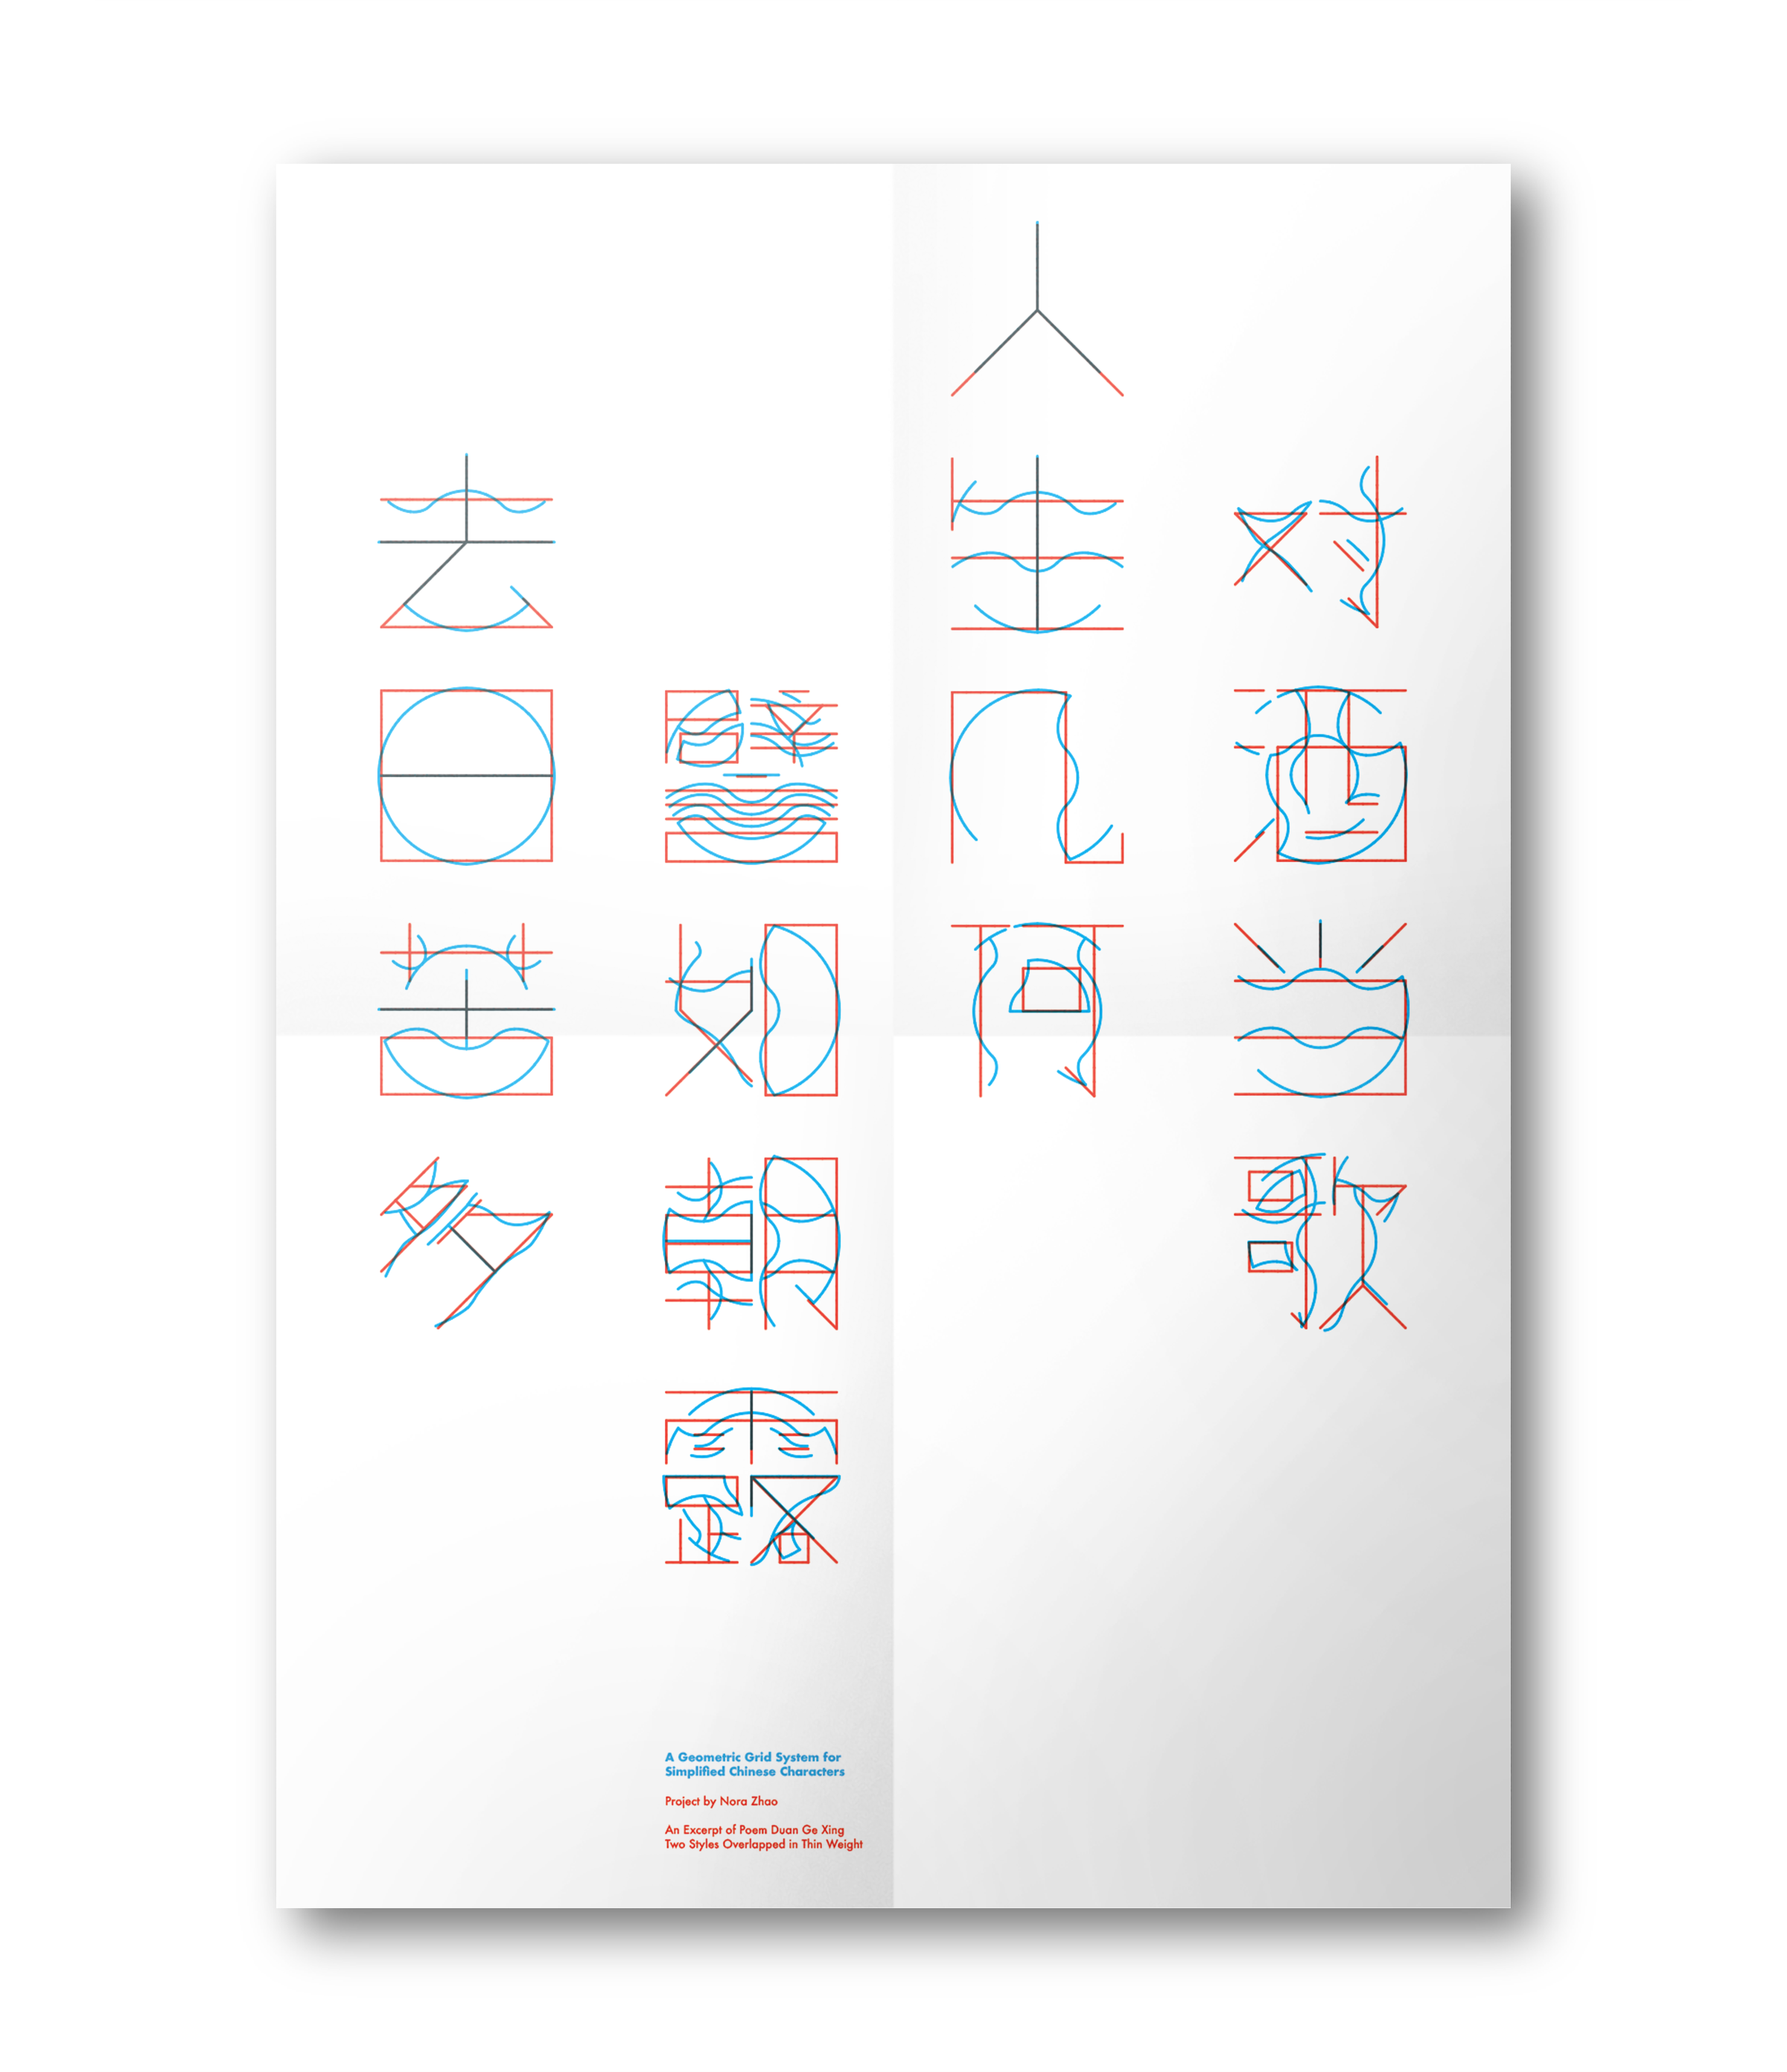 对酒当歌
人生几何
譬如朝露
去日苦多
A Geometric Grid System for
Simplified Chinese Characters
Project by Nora Zhao
An Excerpt of Poem Duan Ge Xing
Two Styles Overlapped in Thin Weight